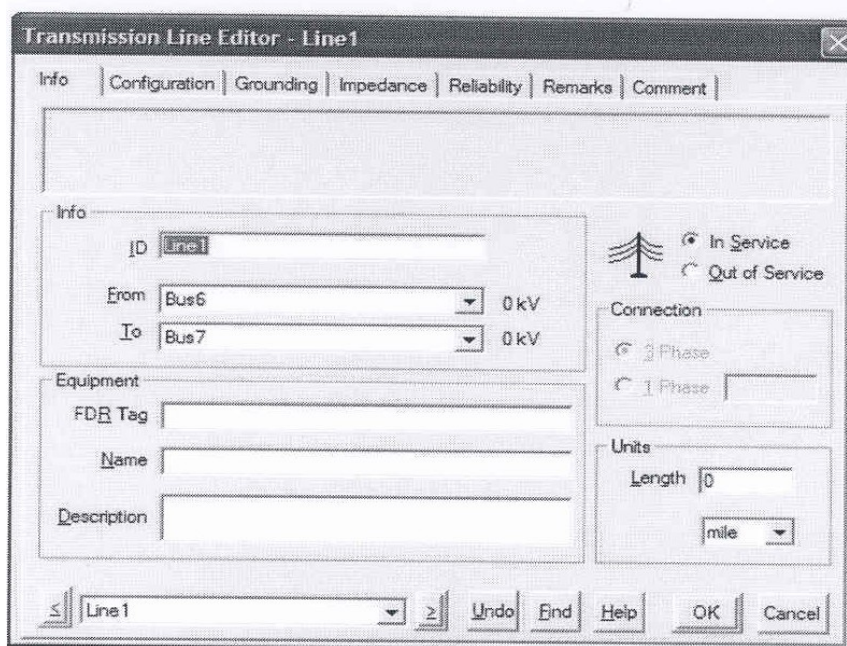 Transmission Line Editor - Line1
Info Configuration Grounding Impedance Reliability Remarks Comment
Info
ID Line1
From Bus6 0 kV
To Bus7 0 kV
In Service
Out of Service
Connection
3 Phase
1 Phase
Equipment
FDR Tag
Name
Description
Units
Length 0
mile
≤ Line1 ≥ Undo Find Help OK Cancel